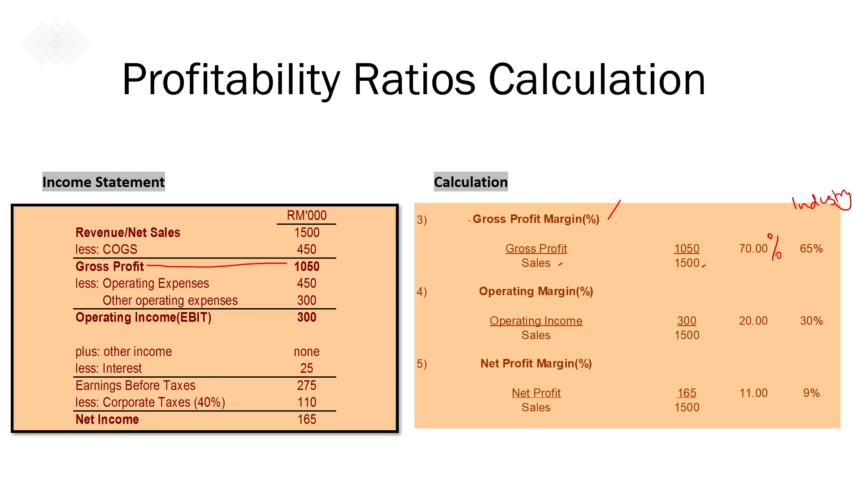 Profitability Ratios Calculation
Income Statement
RM'000
Revenue/Net Sales 1500
less: COGS 450
Gross Profit 1050
less: Operating Expenses 450
Other operating expenses 300
Operating Income(EBIT) 300
plus: other income none
less: Interest 25
Earnings Before Taxes 275
less: Corporate Taxes (40%) 110
Net Income 165
Calculation
Industry
3) Gross Profit Margin(%)
Gross Profit 1050 70.00 % 65%
Sales 1500
4) Operating Margin(%)
Operating Income 300 20.00 30%
Sales 1500
5) Net Profit Margin(%)
Net Profit 165 11.00 9%
Sales 1500